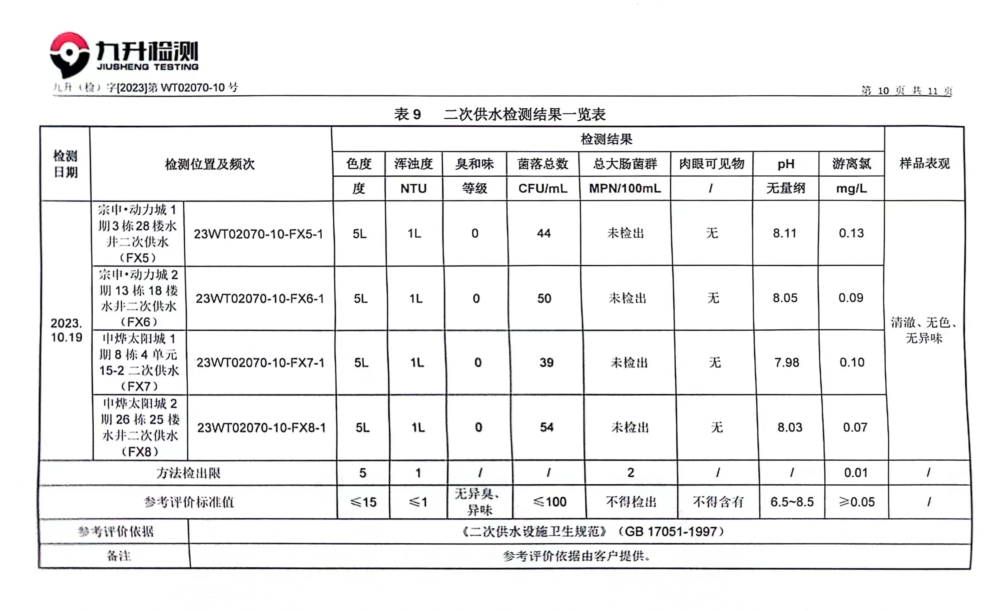 九升检测
JIUSHENG TESTING
九升（检）字[2023]第 WT02070-10 号
第 10 页 共 11 页
表 9 二次供水检测结果一览表
检测日期 检测位置及频次 检测结果 样品表观
色度 浑浊度 臭和味 菌落总数 总大肠菌群 肉眼可见物 pH 游离氯
度 NTU 等级 CFU/mL MPN/100mL / 无量纲 mg/L
2023.
10.19
宗申•动力城 1
期 3 栋 28 楼水
井二次供水
（FX5）
23WT02070-10-FX5-1 5L 1L 0 44 未检出 无 8.11 0.13
宗申•动力城 2
期 13 栋 18 楼
水井二次供水
（FX6）
23WT02070-10-FX6-1 5L 1L 0 50 未检出 无 8.05 0.09
申烨太阳城 1
期 8 栋 4 单元
15-2 二次供水
（FX7）
23WT02070-10-FX7-1 5L 1L 0 39 未检出 无 7.98 0.10
申烨太阳城 2
期 26 栋 25 楼
水井二次供水
（FX8）
23WT02070-10-FX8-1 5L 1L 0 54 未检出 无 8.03 0.07
清澈、无色、
无异味
方法检出限 5 1 / / 2 / / 0.01 /
参考评价标准值 ≤15 ≤1 无异臭、异味 ≤100 不得检出 不得含有 6.5~8.5 ≥0.05 /
参考评价依据 《二次供水设施卫生规范》（GB 17051-1997）
备注 参考评价依据由客户提供。